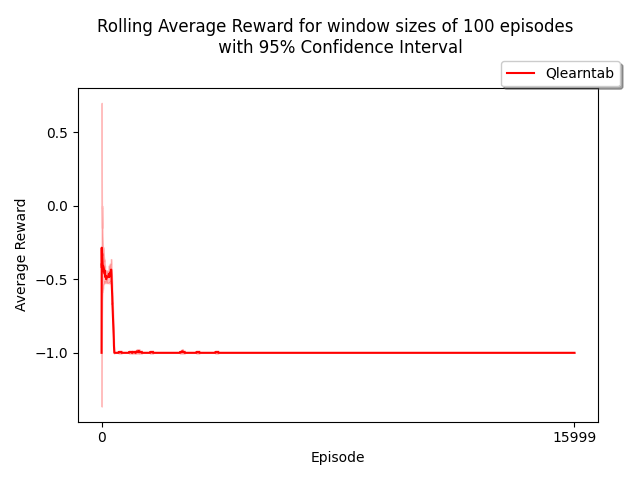 Rolling Average Reward for window sizes of 100 episodes
with 95% Confidence Interval
Qlearntab
0.5
0.0
−0.5
−1.0
Average Reward
0
15999
Episode